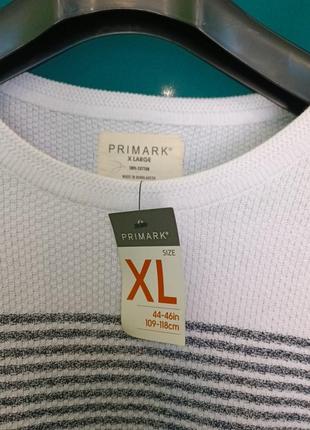 PRIMARK®
X LARGE
100% COTTON
MADE IN BANGLADESH
PRIMARK®
SIZE
XL
44-46in
109-118cm